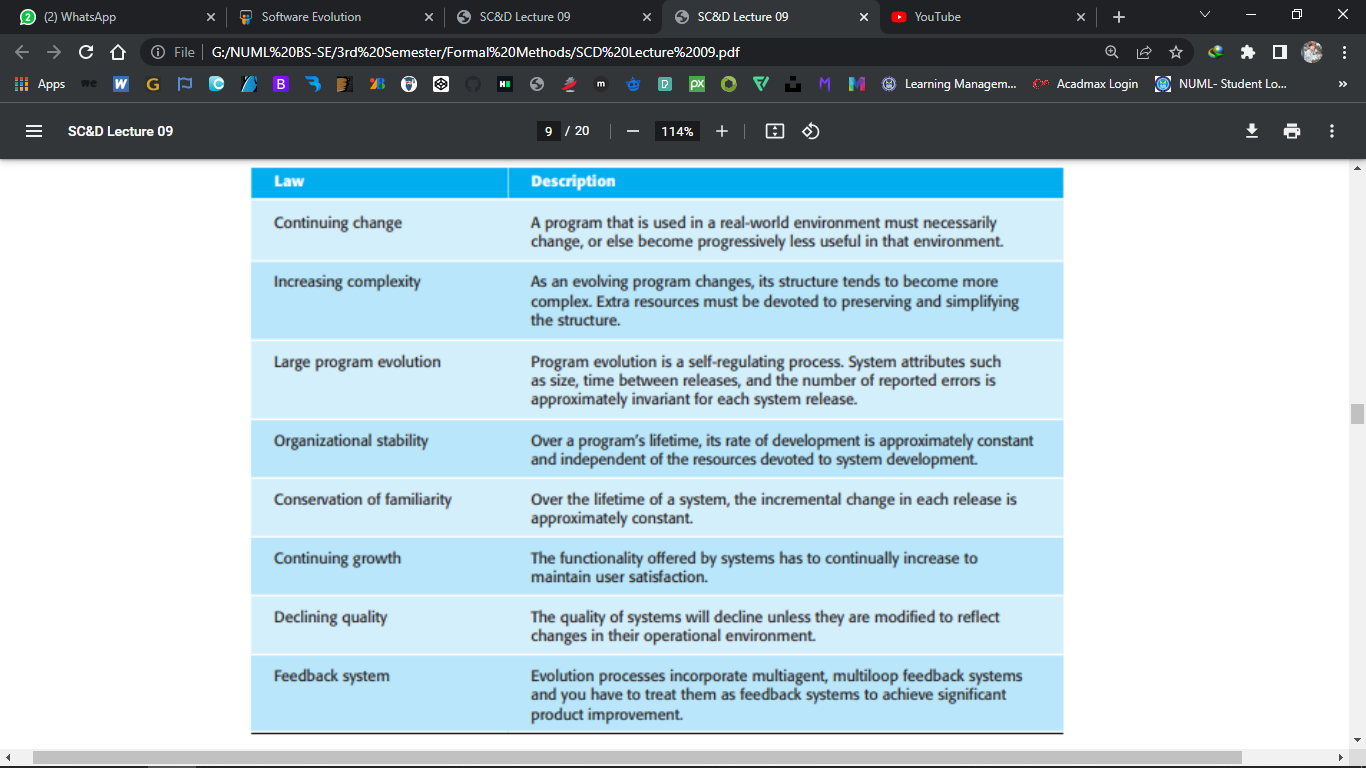 (2) WhatsApp
Software Evolution
SC&D Lecture 09
SC&D Lecture 09
YouTube
File
G:/NUML%20BS-SE/3rd%20Semester/Formal%20Methods/SCD%20Lecture%2009.pdf
Apps
Learning Managem...
Acadmax Login
NUML- Student Lo...
SC&D Lecture 09
9 / 20
114%
Law Description
Continuing change
A program that is used in a real-world environment must necessarily
change, or else become progressively less useful in that environment.
Increasing complexity
As an evolving program changes, its structure tends to become more
complex. Extra resources must be devoted to preserving and simplifying
the structure.
Large program evolution
Program evolution is a self-regulating process. System attributes such
as size, time between releases, and the number of reported errors is
approximately invariant for each system release.
Organizational stability
Over a program's lifetime, its rate of development is approximately constant
and independent of the resources devoted to system development.
Conservation of familiarity
Over the lifetime of a system, the incremental change in each release is
approximately constant.
Continuing growth
The functionality offered by systems has to continually increase to
maintain user satisfaction.
Declining quality
The quality of systems will decline unless they are modified to reflect
changes in their operational environment.
Feedback system
Evolution processes incorporate multiagent, multiloop feedback systems
and you have to treat them as feedback systems to achieve significant
product improvement.